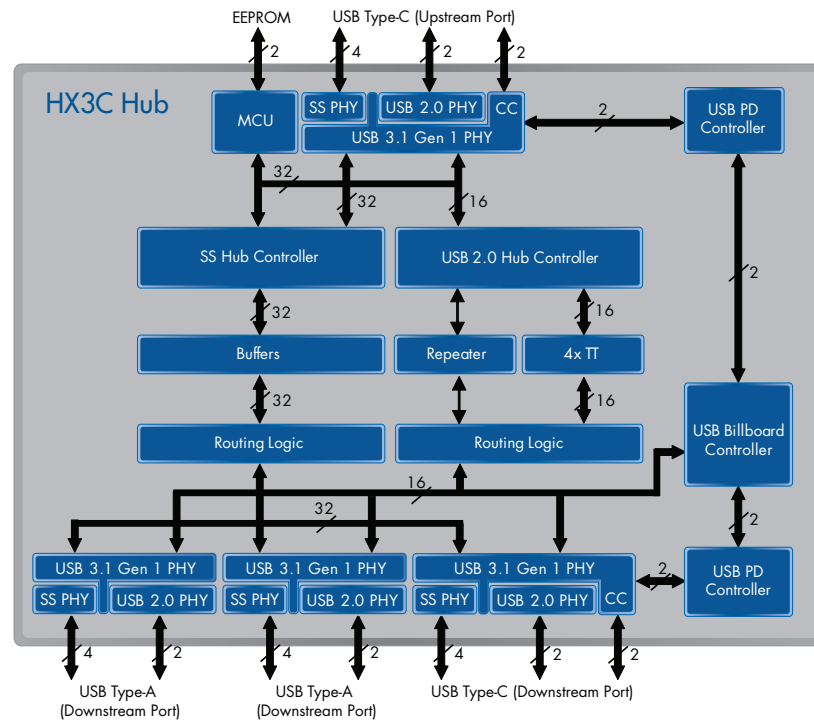 EEPROM
USB Type-C (Upstream Port)
2
4
2
2
HX3C Hub
MCU
SS PHY
USB 2.0 PHY
CC
USB 3.1 Gen 1 PHY
2
USB PD
Controller
32
32
16
2
SS Hub Controller
USB 2.0 Hub Controller
32
16
Buffers
Repeater
4x TT
32
16
Routing Logic
Routing Logic
USB Billboard
Controller
16
32
2
USB 3.1 Gen 1 PHY
USB 3.1 Gen 1 PHY
USB 3.1 Gen 1 PHY
2
USB PD
Controller
SS PHY
USB 2.0 PHY
SS PHY
USB 2.0 PHY
SS PHY
USB 2.0 PHY
CC
4
2
4
2
4
2
2
USB Type-A
(Downstream Port)
USB Type-A
(Downstream Port)
USB Type-C (Downstream Port)